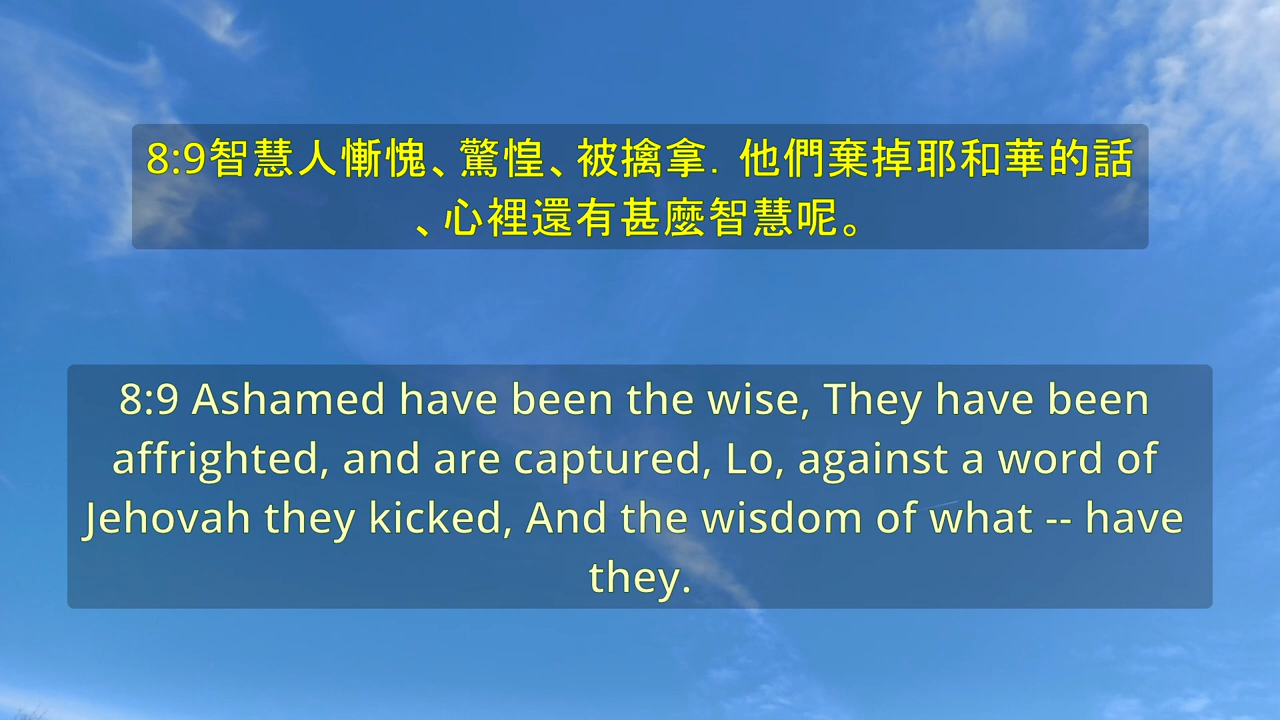 8:9智慧人慚愧、驚惶、被擒拿．他們棄掉耶和華的話
、心裡還有甚麼智慧呢。
8:9 Ashamed have been the wise, They have been
affrighted, and are captured, Lo, against a word of
Jehovah they kicked, And the wisdom of what -- have
they.